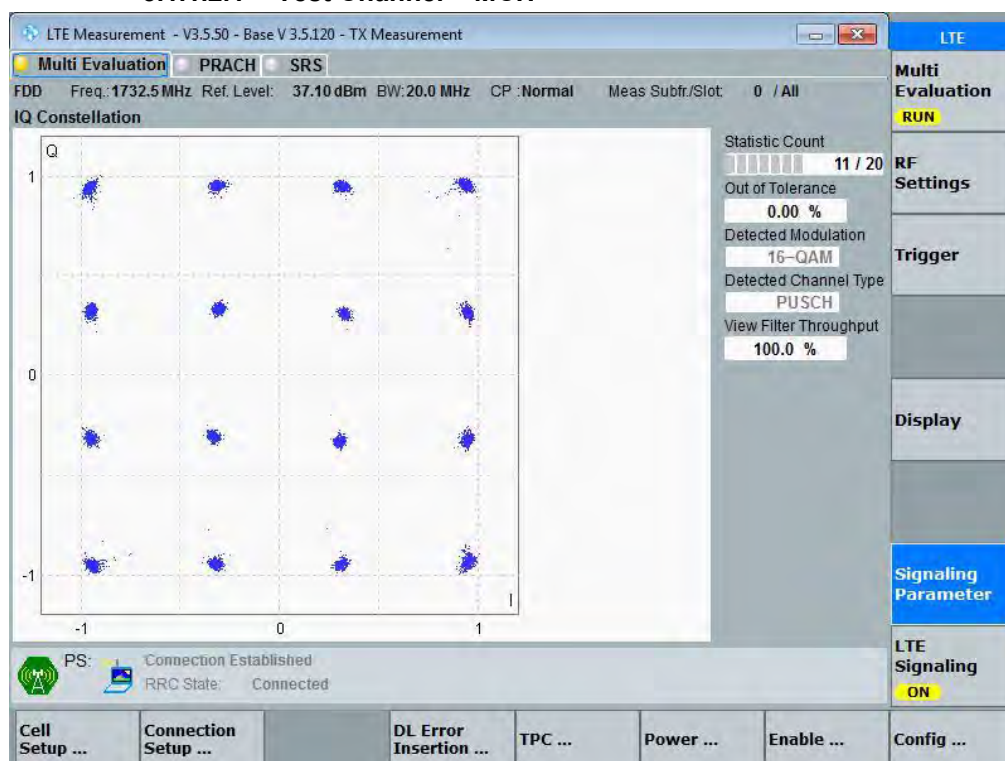 LTE Measurement - V3.5.50 - Base V 3.5.120 - TX Measurement
LTE
Multi Evaluation PRACH SRS
FDD Freq.:1732.5 MHz Ref. Level: 37.10 dBm BW:20.0 MHz CP :Normal Meas Subfr./Slot: 0 / All
IQ Constellation
Q
1
0
-1
-1 0 1
I
Statistic Count
11 / 20
Out of Tolerance
0.00 %
Detected Modulation
16-QAM
Detected Channel Type
PUSCH
View Filter Throughput
100.0 %
Multi
Evaluation
RUN
RF
Settings
Trigger
Display
Signaling
Parameter
LTE
Signaling
ON
PS: Connection Established
RRC State: Connected
Cell
Setup ...
Connection
Setup ...
DL Error
Insertion ...
TPC ...
Power ...
Enable ...
Config ...